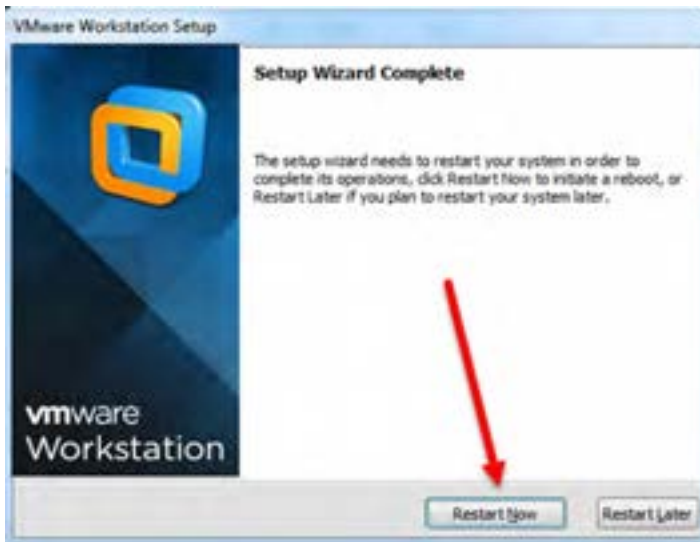 VMware Workstation Setup
Setup Wizard Complete
The setup wizard needs to restart your system in order to
complete its operations, click Restart Now to initiate a reboot, or
Restart Later if you plan to restart your system later.
vmware
Workstation
Restart Now
Restart Later